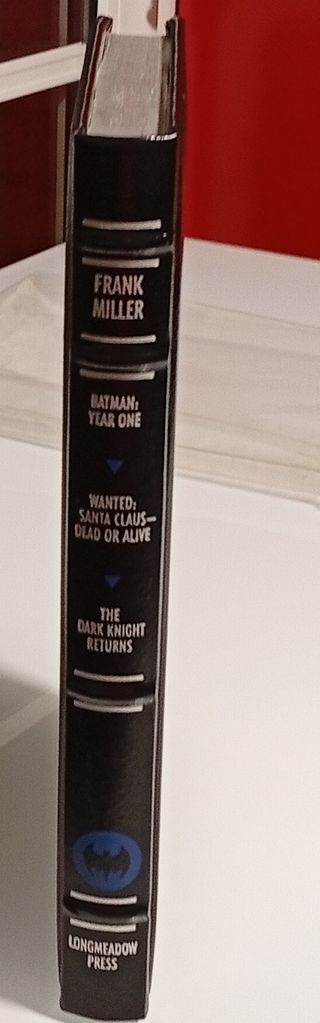 FRANK
MILLER
BATMAN:
YEAR ONE
WANTED:
SANTA CLAUS—
DEAD OR ALIVE
THE
DARK KNIGHT
RETURNS
LONGMEADOW
PRESS